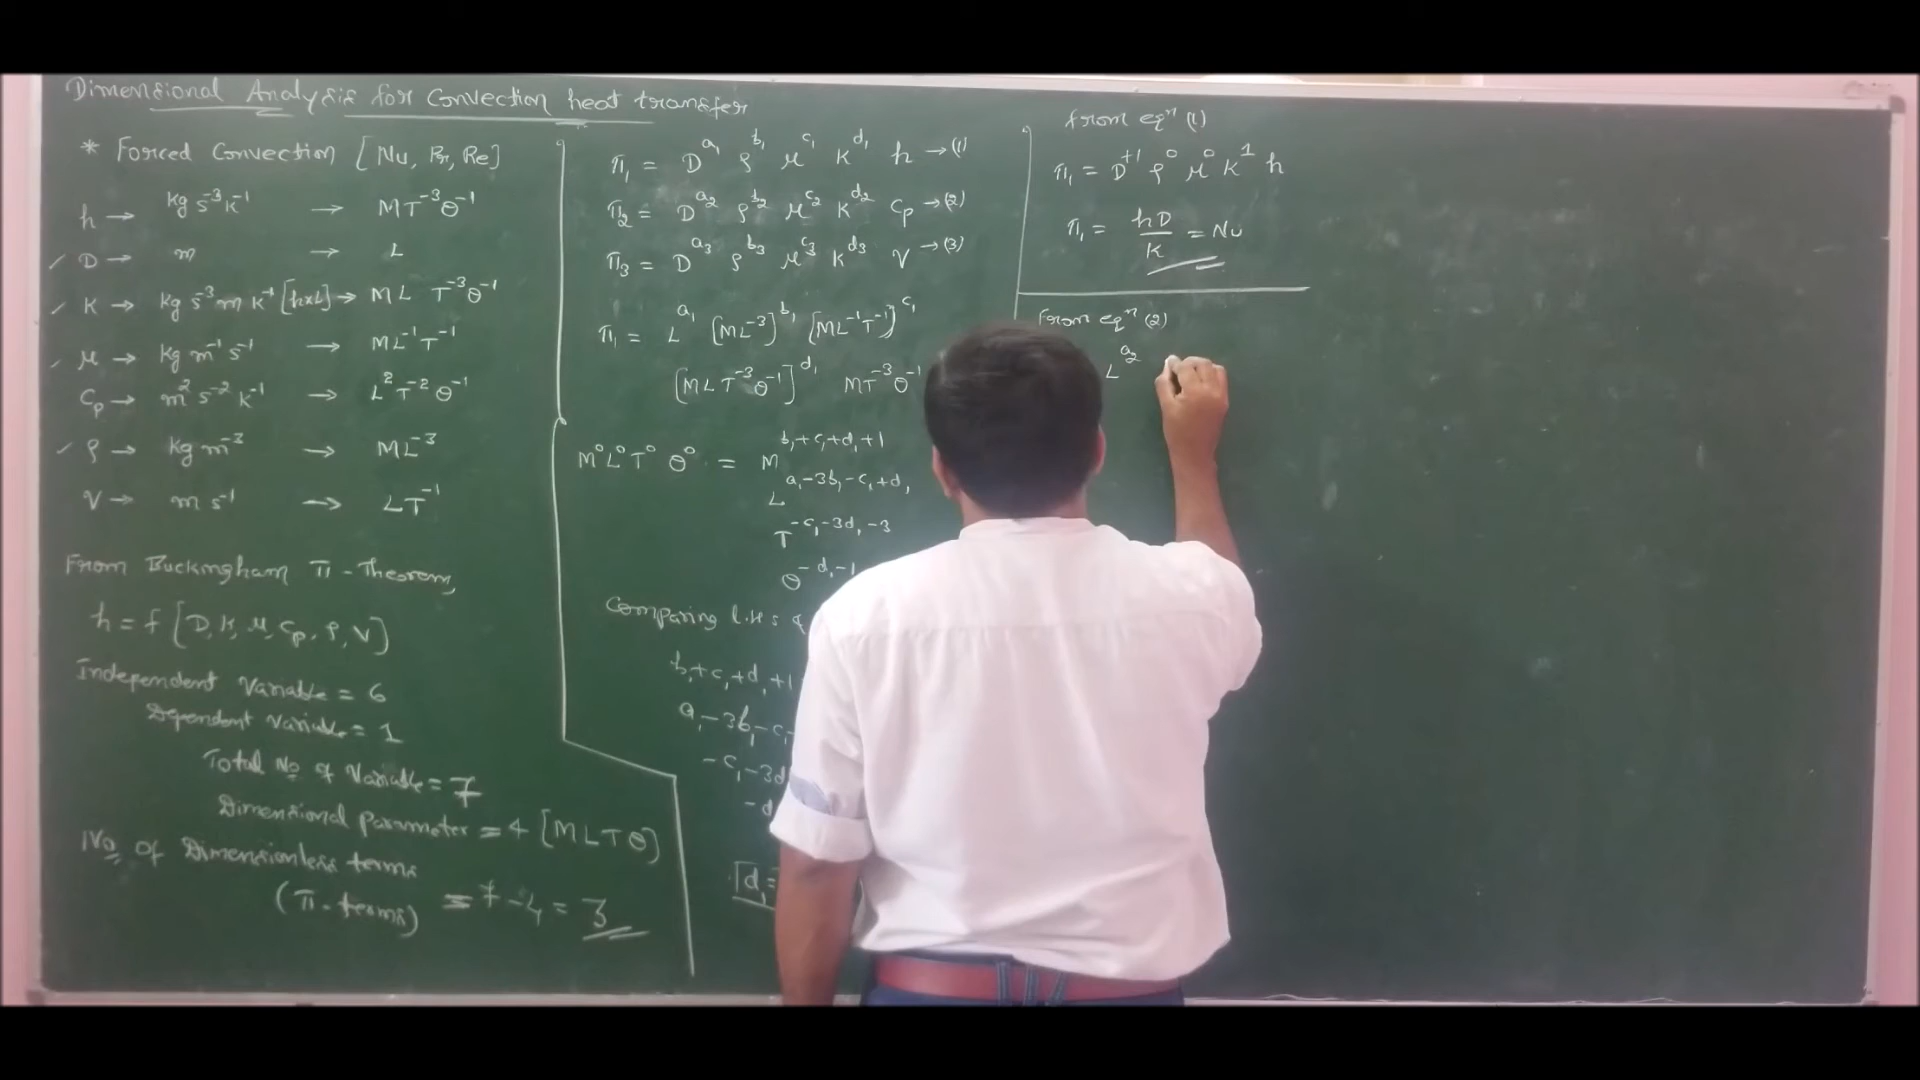 Dimensional Analysis for Convection heat transfer
* Forced Convection [Nu, Pr, Re]
h → kg s⁻³ K⁻¹ → MT⁻³θ⁻¹
D → m → L
K → kg s⁻³ m K⁻¹ [h×L] → ML T⁻³θ⁻¹
μ → kg m⁻¹ s⁻¹ → ML⁻¹T⁻¹
Cp → m² s⁻² K⁻¹ → L² T⁻² θ⁻¹
ρ → kg m⁻³ → ML⁻³
V → m s⁻¹ → LT⁻¹
From Buckingham π-Theorem,
h = f [D, K, μ, Cp, ρ, V]
Independent Variable = 6
Dependent Variable = 1
Total No of Variable = 7
Dimensional parameter = 4 [M L T θ]
No. of Dimensionless terms
(π-terms) = 7-4 = 3
π₁ = D^a₁ ρ^b₁ μ^c₁ K^d₁ h → (1)
π₂ = D^a₂ ρ^b₂ μ^c₂ K^d₂ Cp → (2)
π₃ = D^a₃ ρ^b₃ μ^c₃ K^d₃ V → (3)
π₁ = L^a₁ [ML⁻³]^b₁ [ML⁻¹T⁻¹]^c₁
[MLT⁻³θ⁻¹]^d₁ MT⁻³θ⁻¹
M⁰L⁰T⁰θ⁰ = M^b₁+c₁+d₁+1
L^a₁-3b₁-c₁+d₁
T^-c₁-3d₁-3
θ^-d₁-1
Comparing L.H.S
b₁+c₁+d₁+1
a₁-3b₁-c₁
-c₁-3d
-d
d₁=
from eqⁿ (1)
π₁ = D⁺¹ ρ⁰ μ⁰ K¹ h
π₁ = hD/K = Nu
From eqⁿ (2)
L^a₂